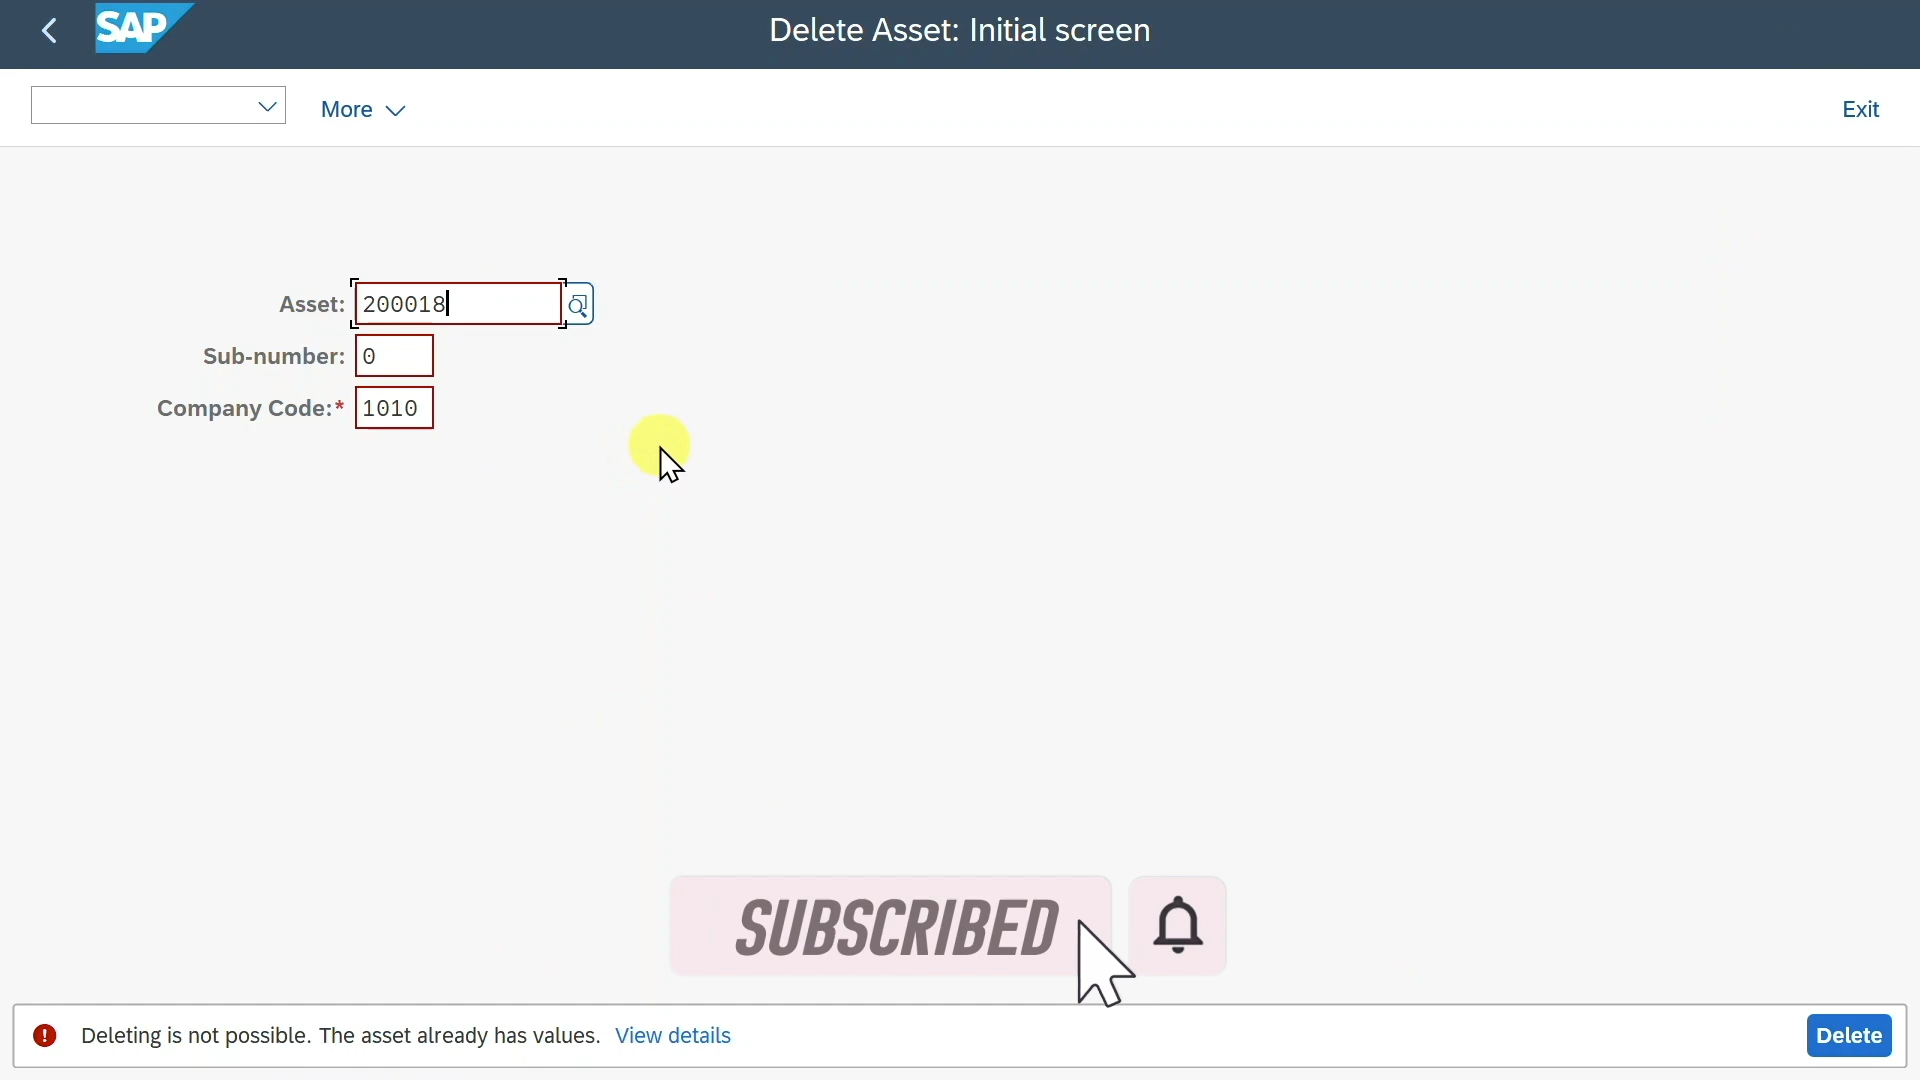 SAP
Delete Asset: Initial screen
More
Exit
Asset: 200018
Sub-number: 0
Company Code:* 1010
SUBSCRIBED
Deleting is not possible. The asset already has values. View details
Delete